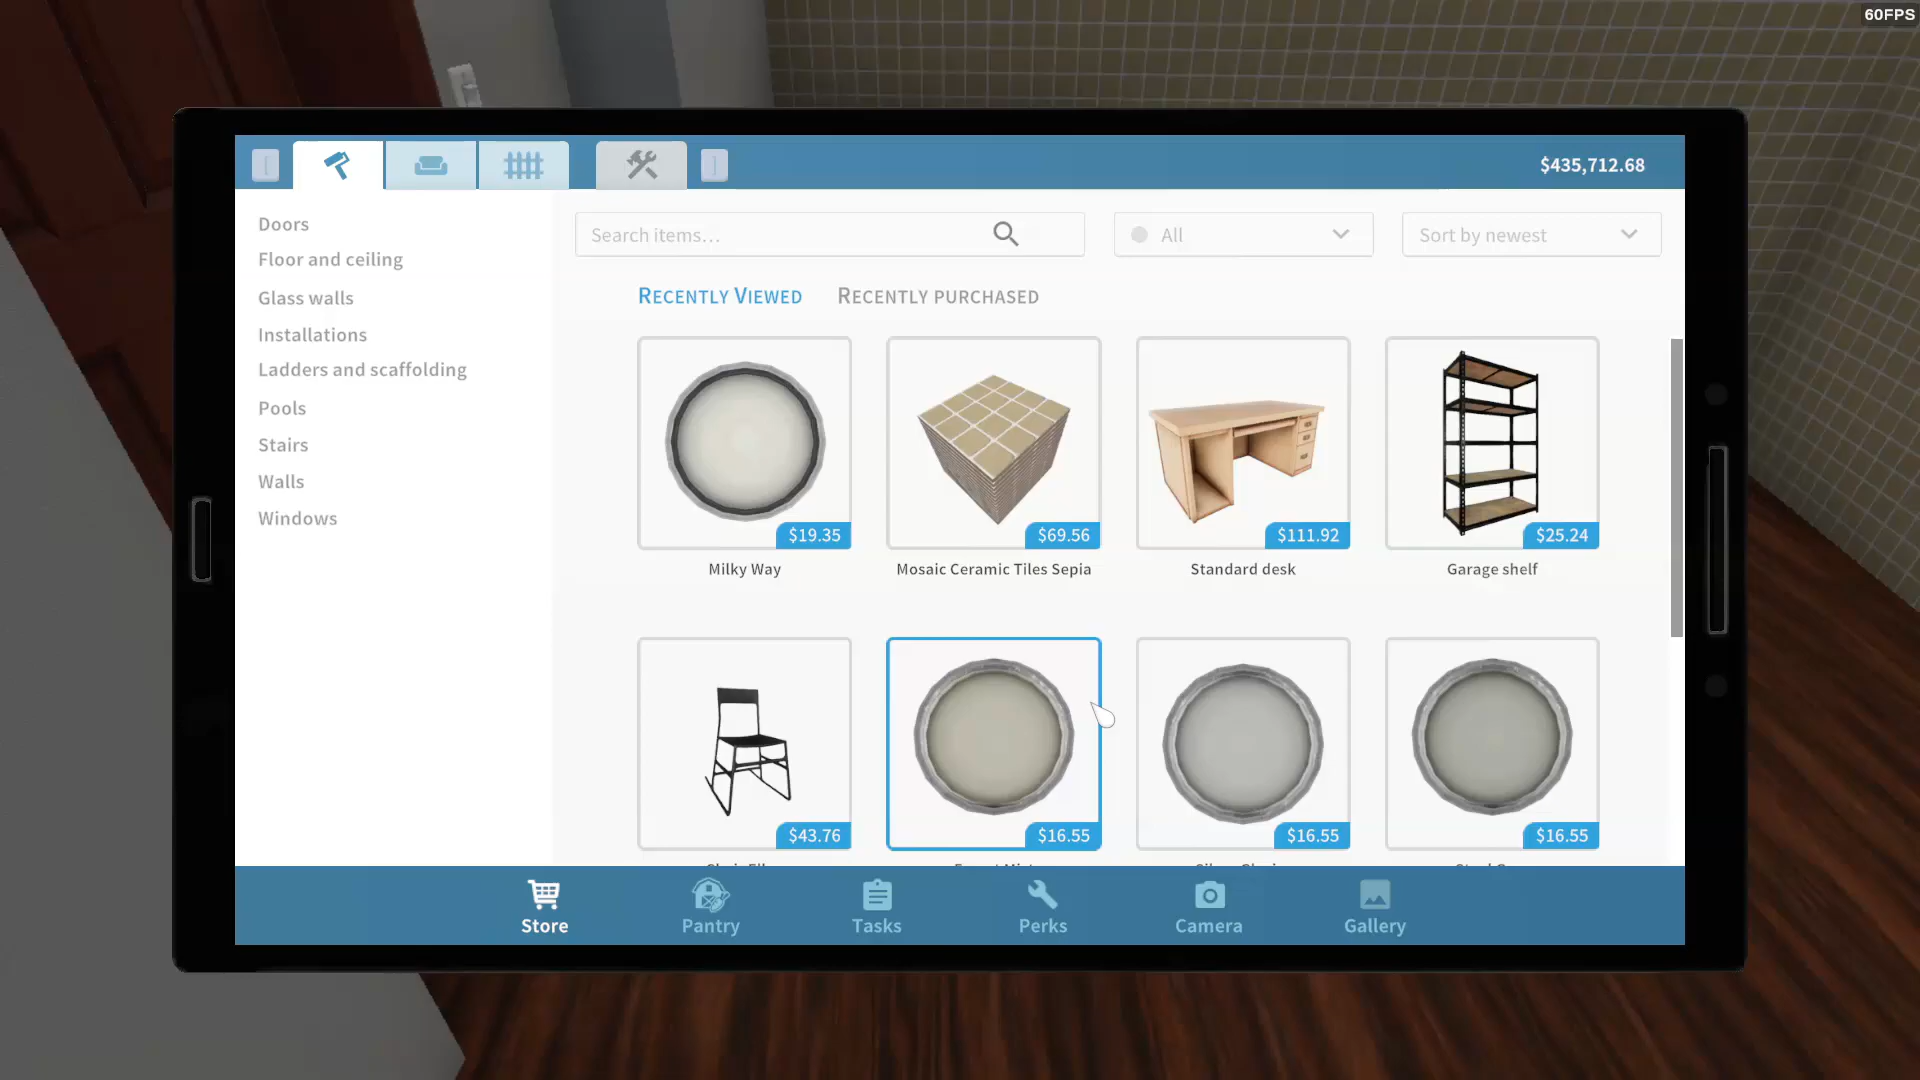 60FPS
$435,712.68
Doors
Floor and ceiling
Glass walls
Installations
Ladders and scaffolding
Pools
Stairs
Walls
Windows
Search items...
All
Sort by newest
RECENTLY VIEWED
RECENTLY PURCHASED
$19.35
$69.56
$111.92
$25.24
Milky Way
Mosaic Ceramic Tiles Sepia
Standard desk
Garage shelf
$43.76
$16.55
$16.55
$16.55
Store
Pantry
Tasks
Perks
Camera
Gallery